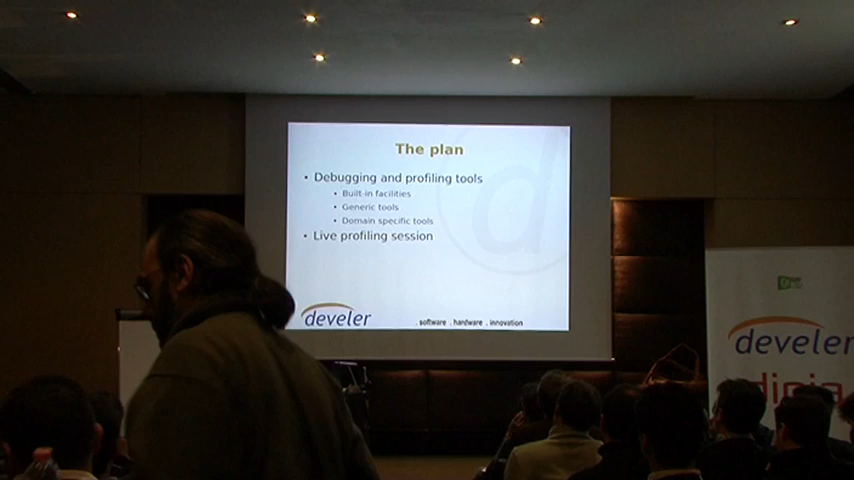 The plan
• Debugging and profiling tools
• Built-in facilities
• Generic tools
• Domain specific tools
• Live profiling session
develer
. software . hardware . innovation
develer